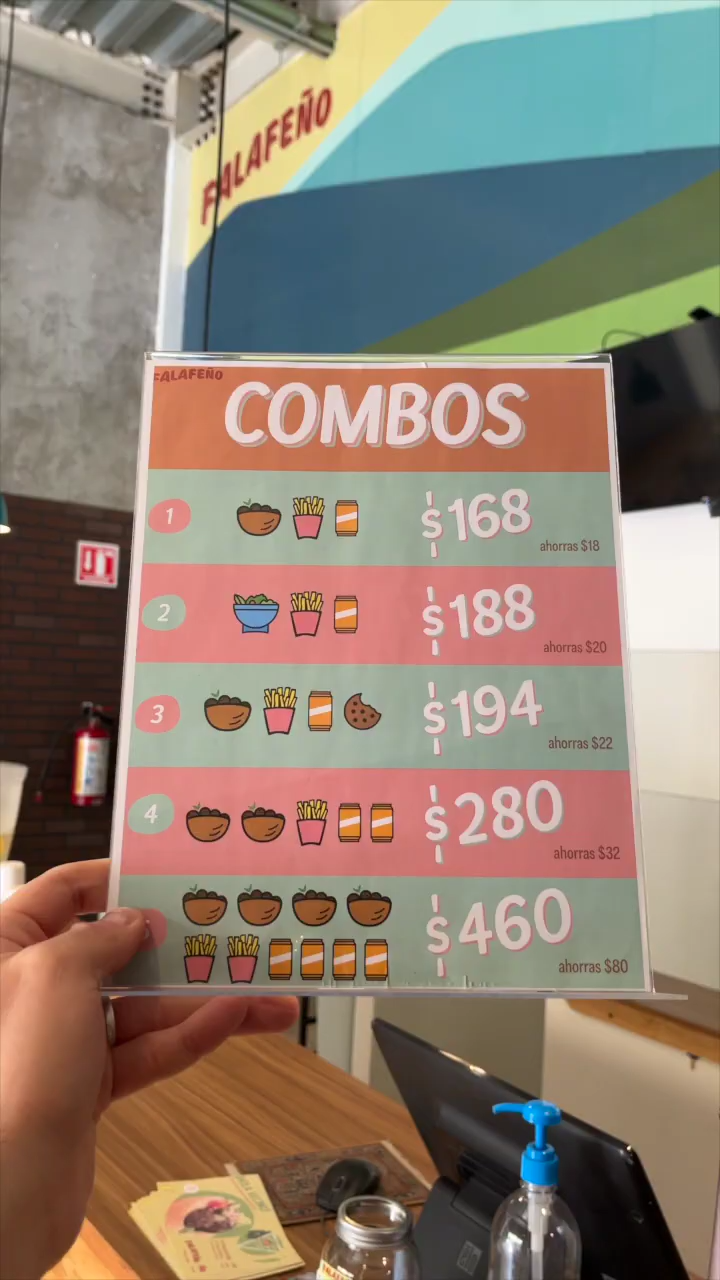 FALAFEÑO
FALAFEÑO
COMBOS
1
$168
ahorras $18
2
$188
ahorras $20
3
$194
ahorras $22
4
$280
ahorras $32
$460
ahorras $80